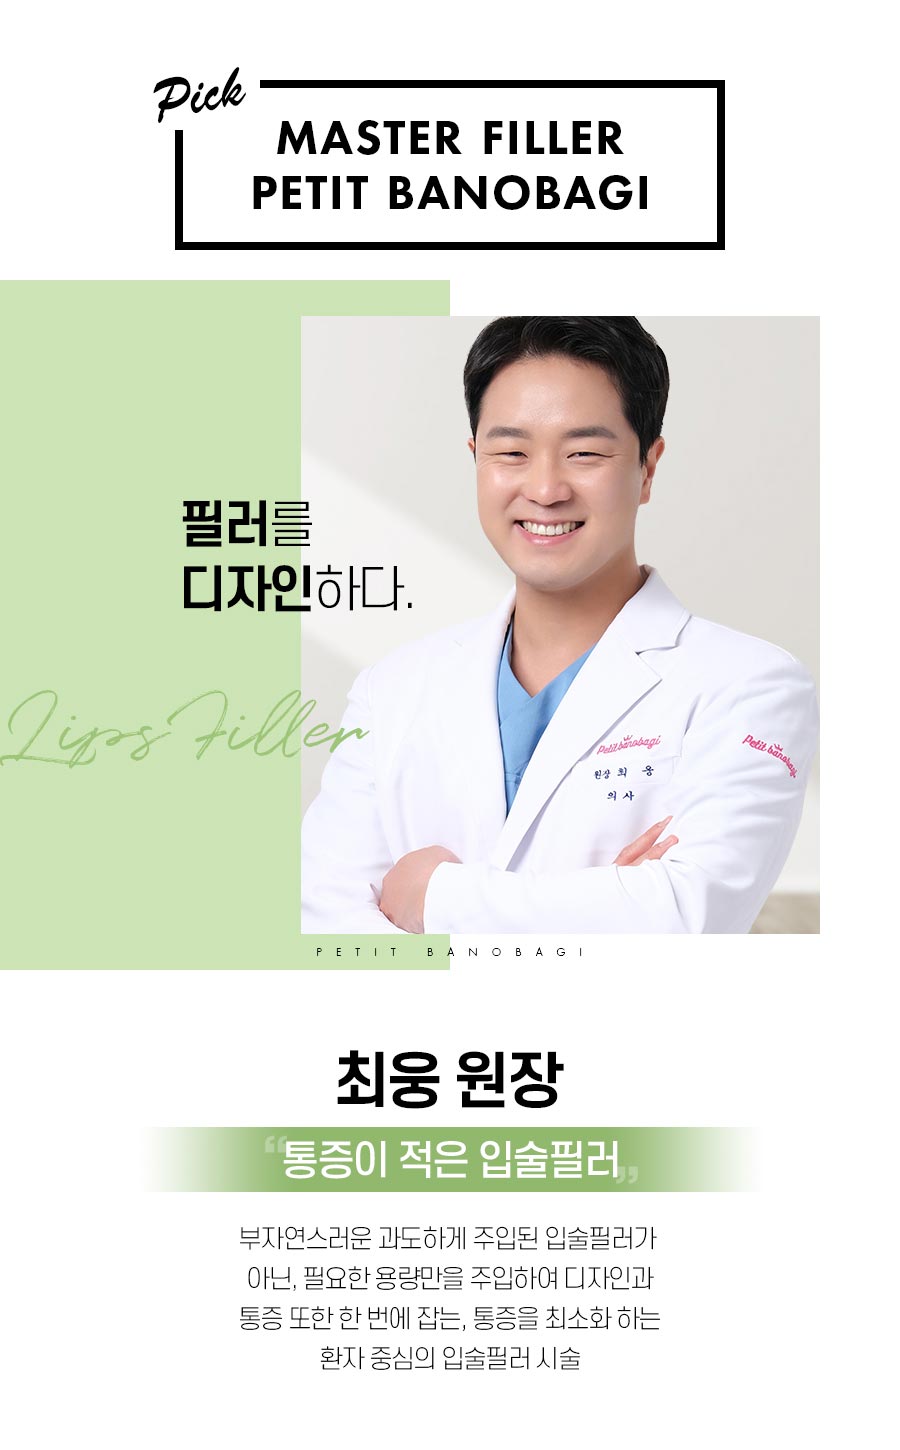 Pick
MASTER FILLER
PETIT BANOBAGI
필러를
디자인하다.
Lips Filler
Petit banobagi
Petit banobagi
원장 최 웅
의사
PETIT BANOBAGI
최웅 원장
“통증이 적은 입술필러”
부자연스러운 과도하게 주입된 입술필러가
아닌, 필요한 용량만을 주입하여 디자인과
통증 또한 한 번에 잡는, 통증을 최소화 하는
환자 중심의 입술필러 시술